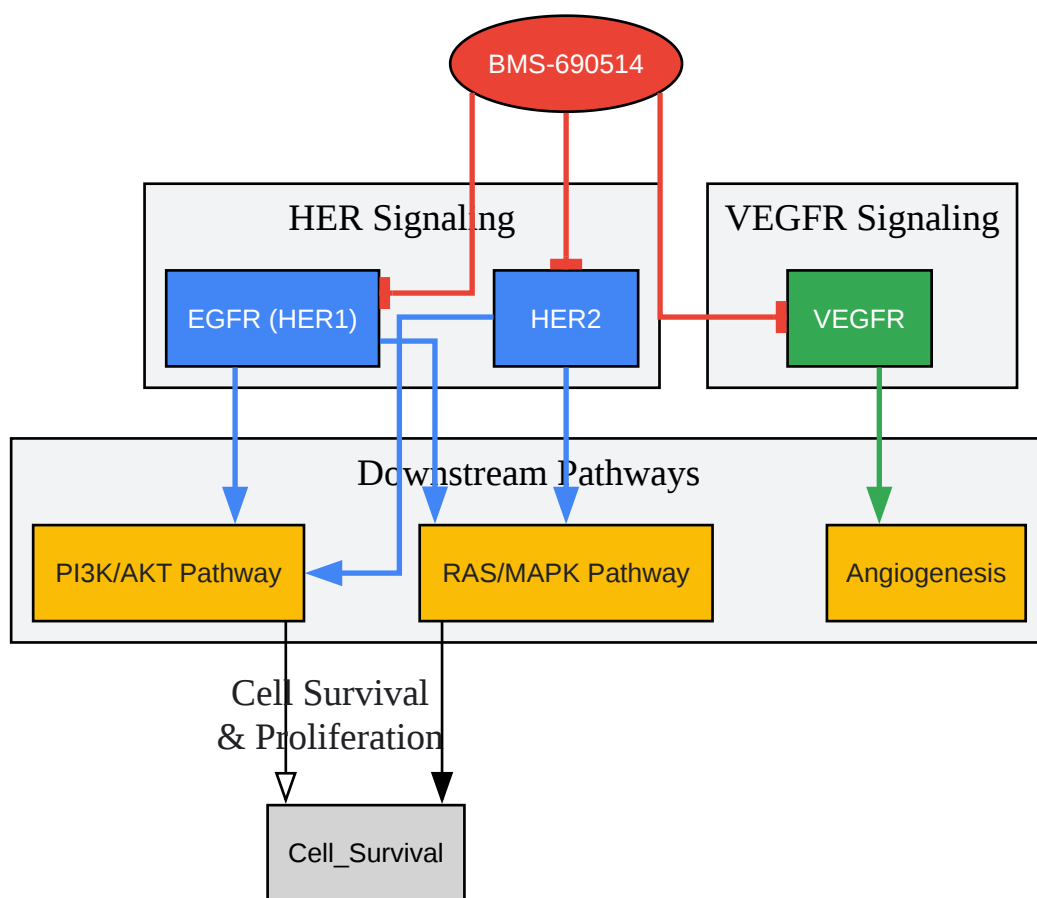 BMS-690514
HER Signaling
VEGFR Signaling
EGFR (HER1)
HER2
VEGFR
Downstream Pathways
PI3K/AKT Pathway
RAS/MAPK Pathway
Angiogenesis
Cell Survival
& Proliferation
Cell_Survival